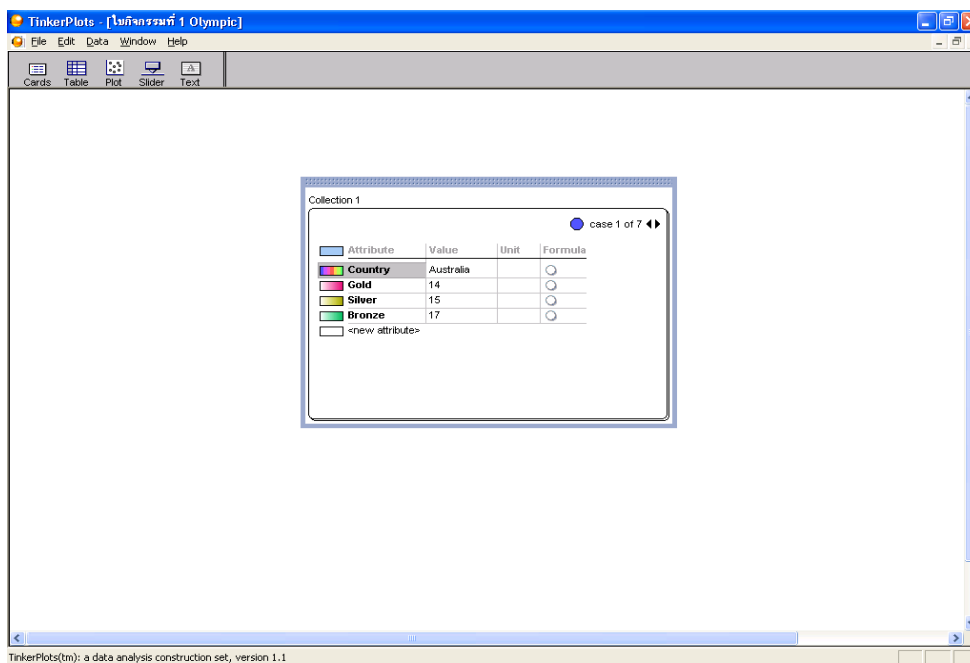 TinkerPlots - [ใบกิจกรรมที่ 1 Olympic]
File Edit Data Window Help
Cards Table Plot Slider Text
Collection 1
case 1 of 7
Attribute Value Unit Formula
Country Australia
Gold 14
Silver 15
Bronze 17
<new attribute>
TinkerPlots(tm): a data analysis construction set, version 1.1